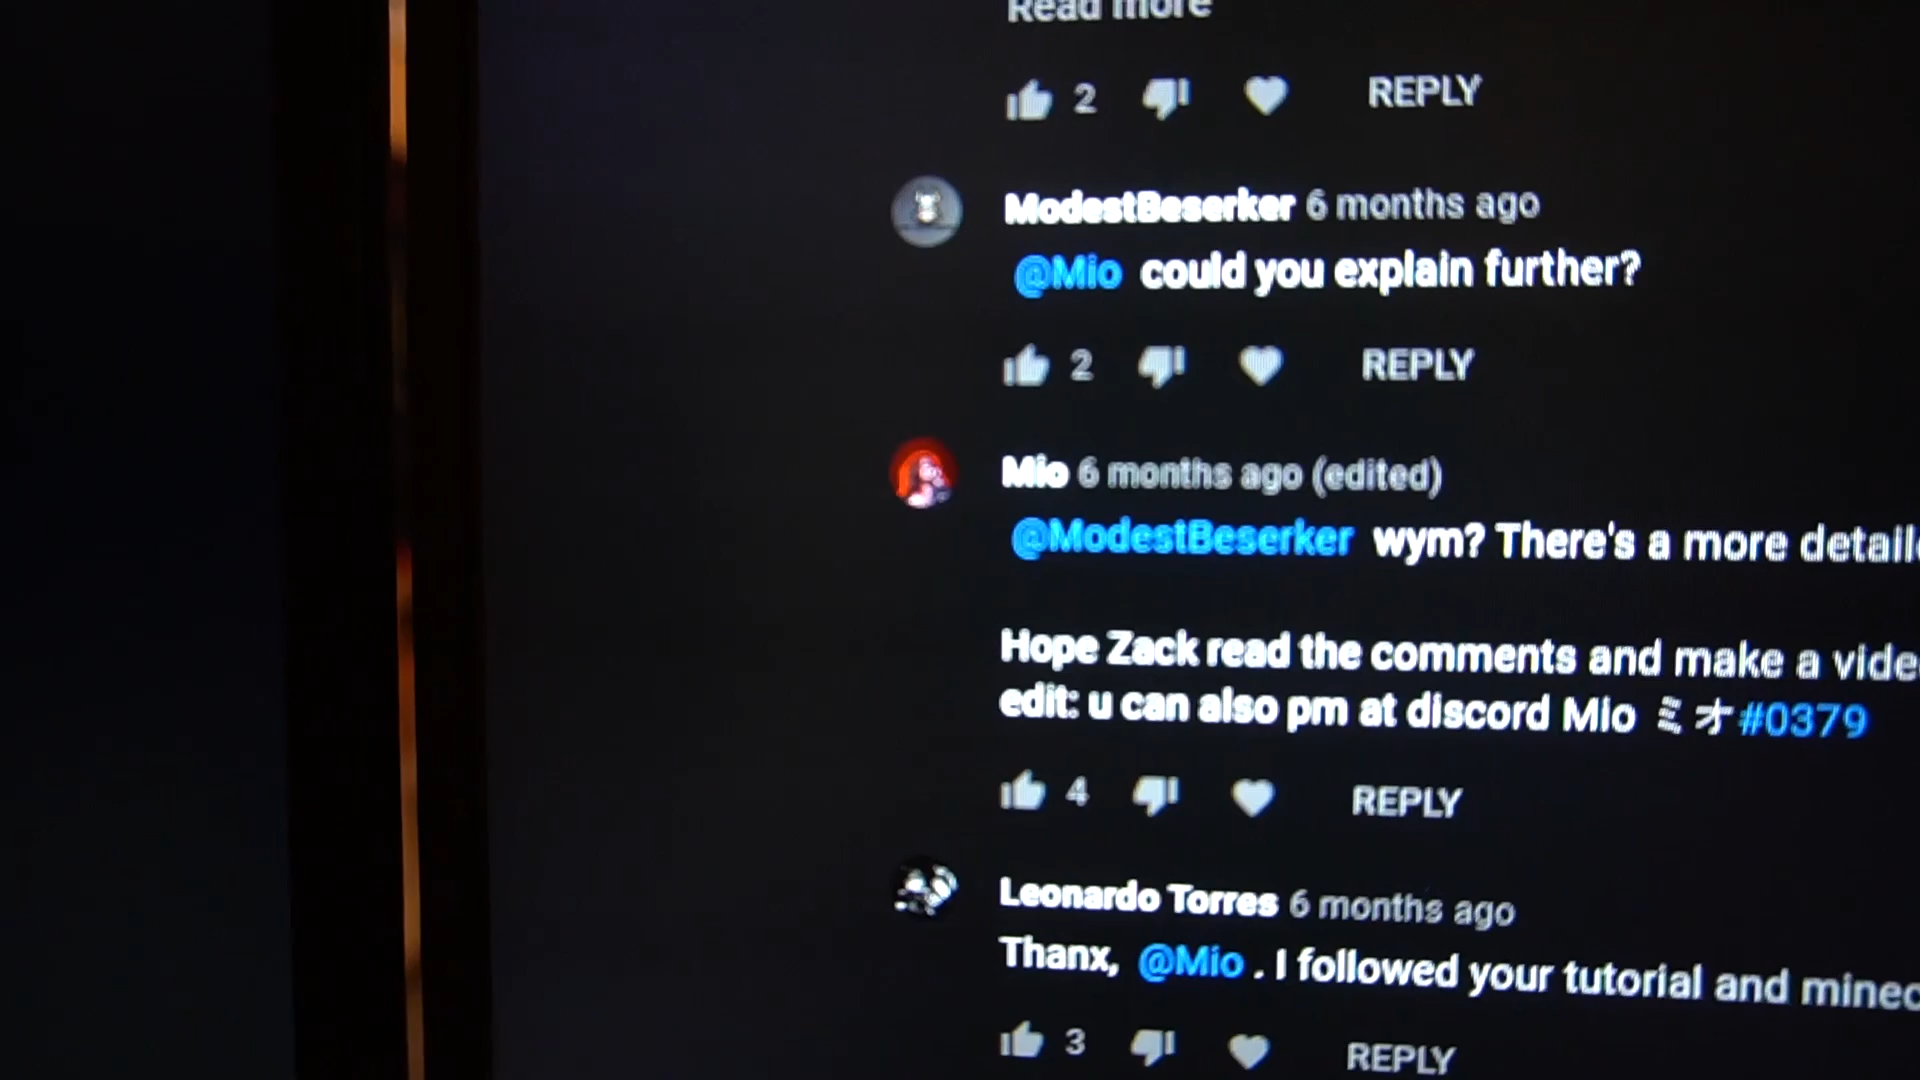 Read more
2 REPLY
ModestBeserker 6 months ago
@Mio could you explain further?
2 REPLY
Mio 6 months ago (edited)
@ModestBeserker wym? There's a more detail
Hope Zack read the comments and make a vide
edit: u can also pm at discord Mio ミオ#0379
4 REPLY
Leonardo Torres 6 months ago
Thanx, @Mio . I followed your tutorial and minec
3 REPLY